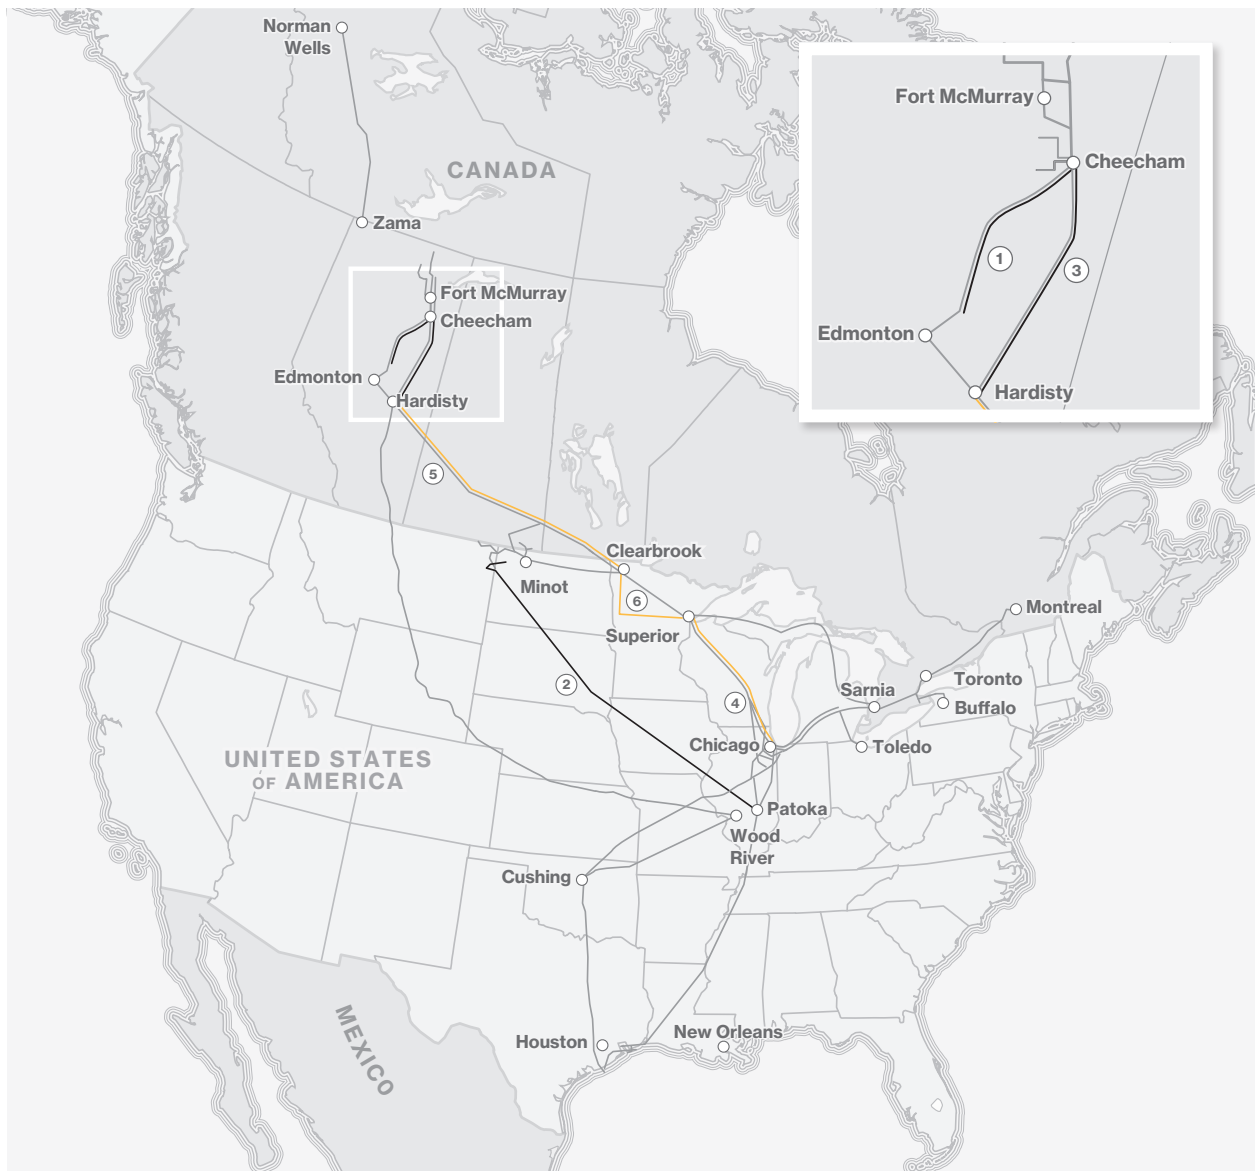 Norman
Wells
CANADA
Zama
Fort McMurray
Cheecham
Edmonton
Hardisty
5
Fort McMurray
Cheecham
1
3
Edmonton
Hardisty
Clearbrook
Minot
6
Superior
Montreal
2
4
Sarnia
Toronto
Buffalo
Chicago
Toledo
UNITED STATES
OF AMERICA
Patoka
Wood
River
Cushing
MEXICO
Houston
New Orleans